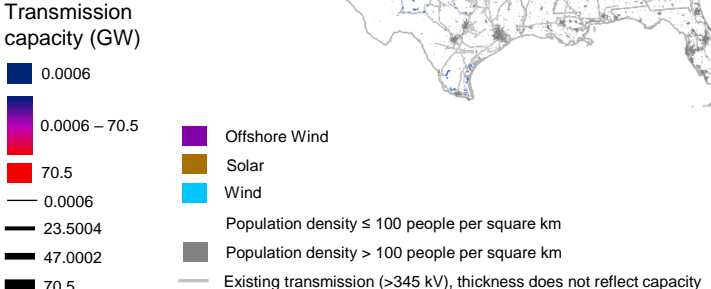 Transmission
capacity (GW)
0.0006
0.0006 – 70.5
70.5
0.0006
23.5004
47.0002
70.5
Offshore Wind
Solar
Wind
Population density ≤ 100 people per square km
Population density > 100 people per square km
Existing transmission (>345 kV), thickness does not reflect capacity